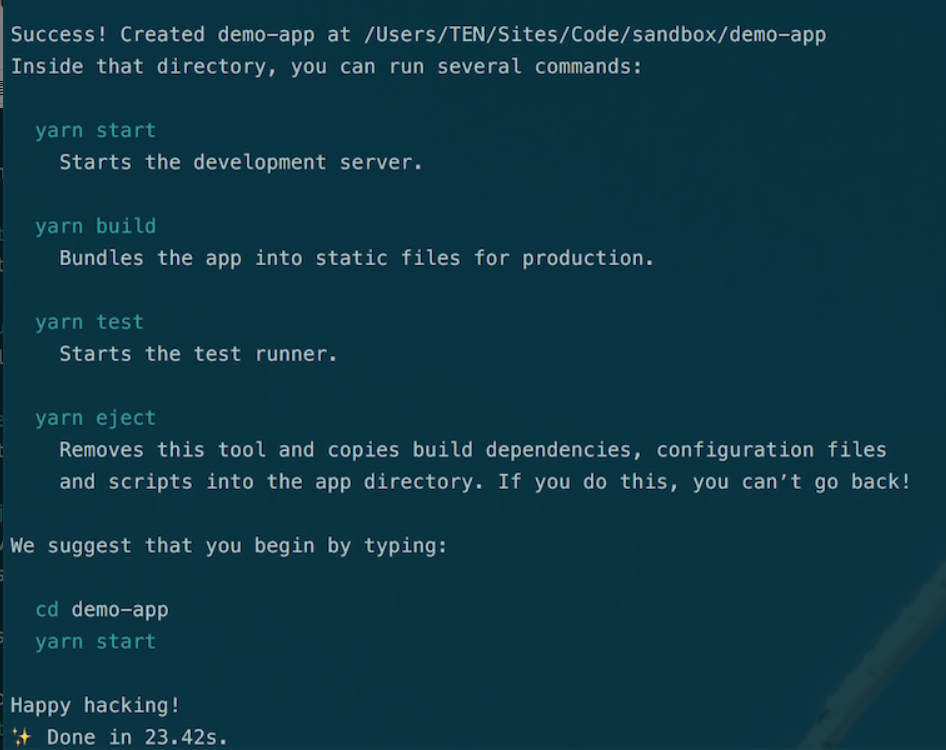 Success! Created demo-app at /Users/TEN/Sites/Code/sandbox/demo-app
Inside that directory, you can run several commands:
yarn start
Starts the development server.
yarn build
Bundles the app into static files for production.
yarn test
Starts the test runner.
yarn eject
Removes this tool and copies build dependencies, configuration files
and scripts into the app directory. If you do this, you can’t go back!
We suggest that you begin by typing:
cd demo-app
yarn start
Happy hacking!
✨ Done in 23.42s.